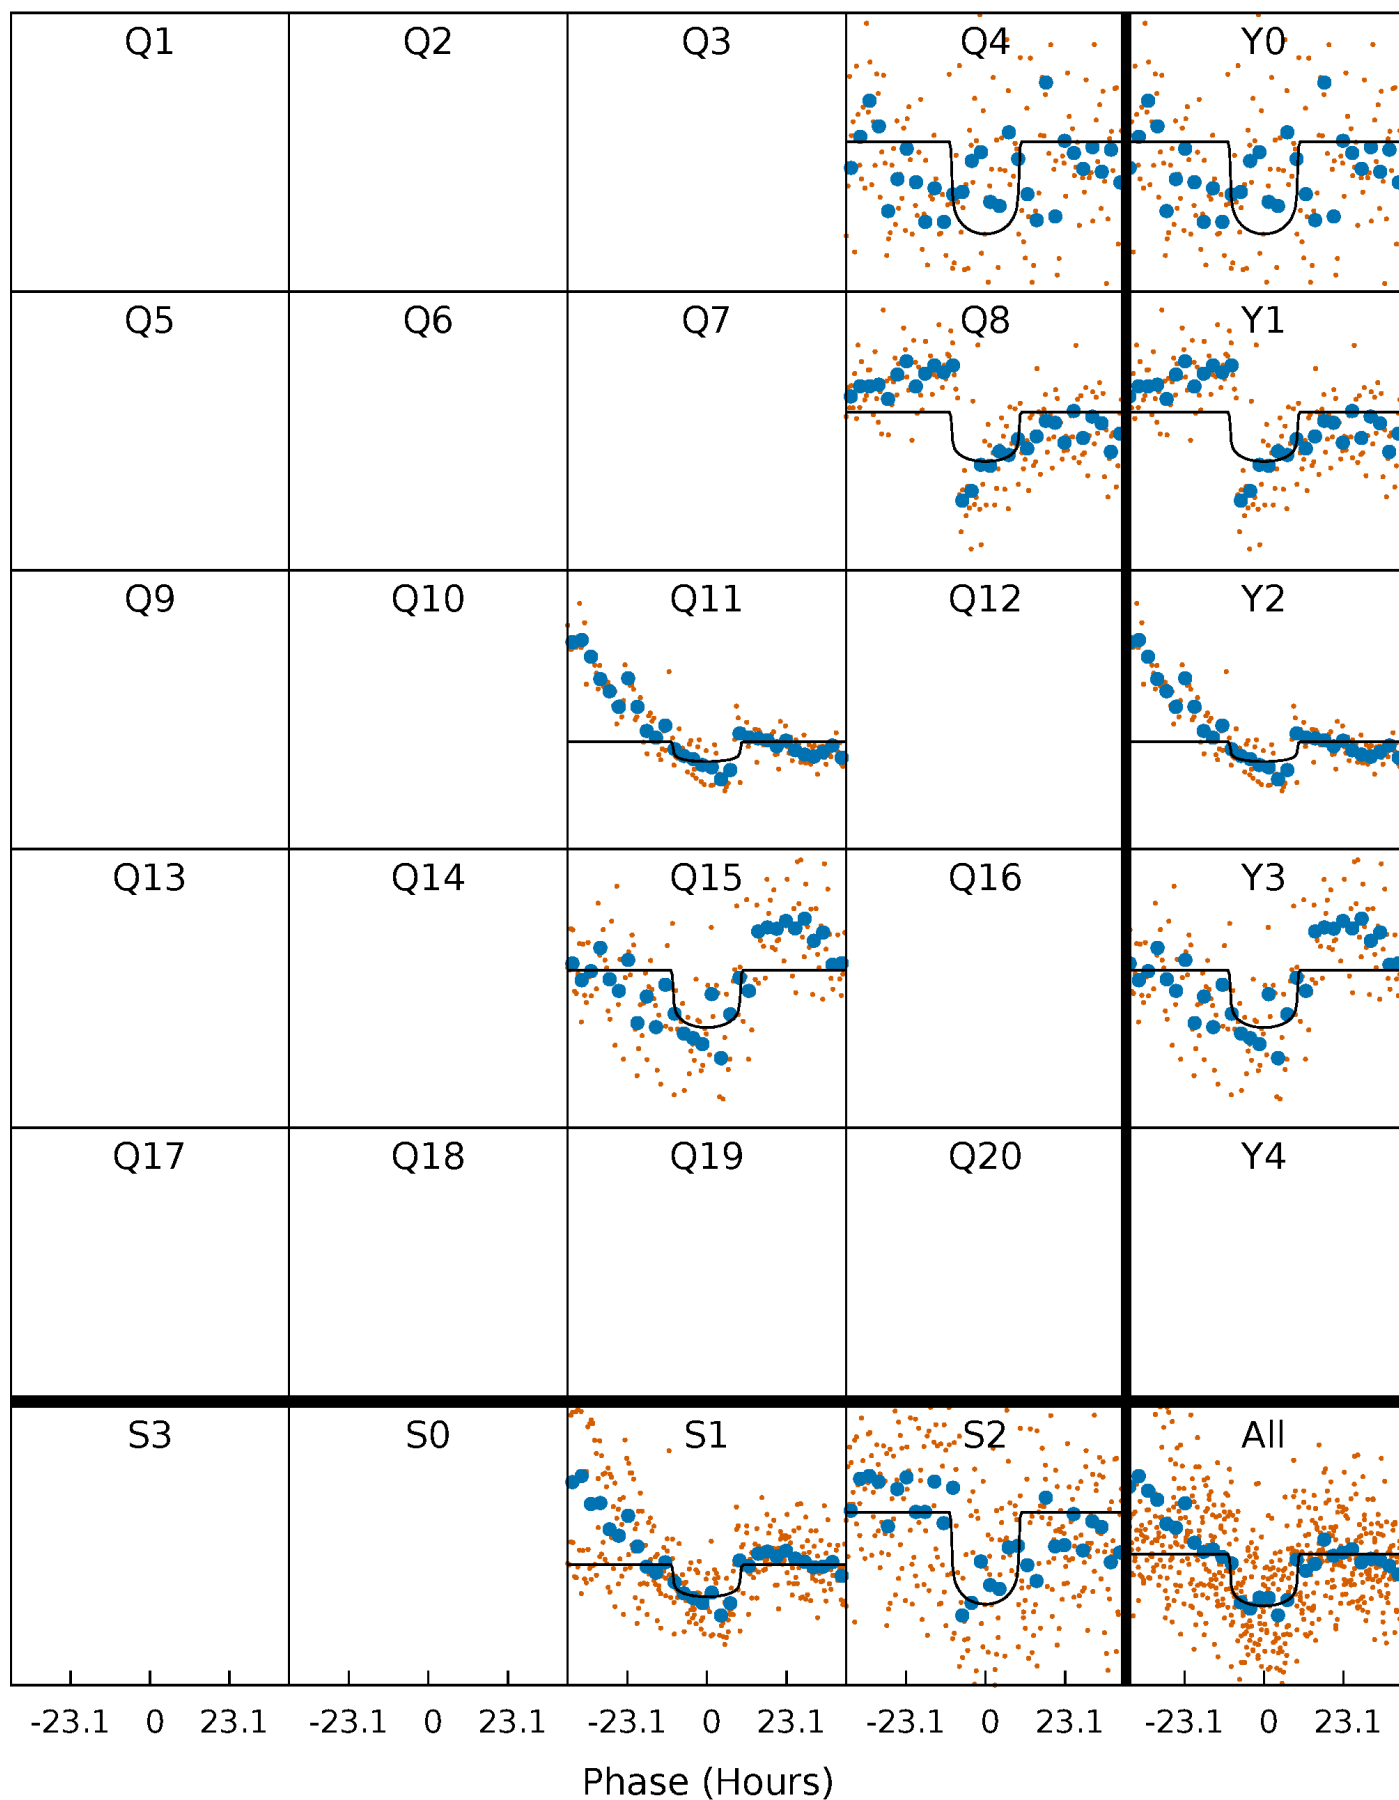 Q1 Q2 Q3 Q4 Y0
Q5 Q6 Q7 Q8 Y1
Q9 Q10 Q11 Q12 Y2
Q13 Q14 Q15 Q16 Y3
Q17 Q18 Q19 Q20 Y4
S3 S0 S1 S2 All
-23.1 0 23.1 -23.1 0 23.1 -23.1 0 23.1 -23.1 0 23.1 -23.1 0 23.1
Phase (Hours)